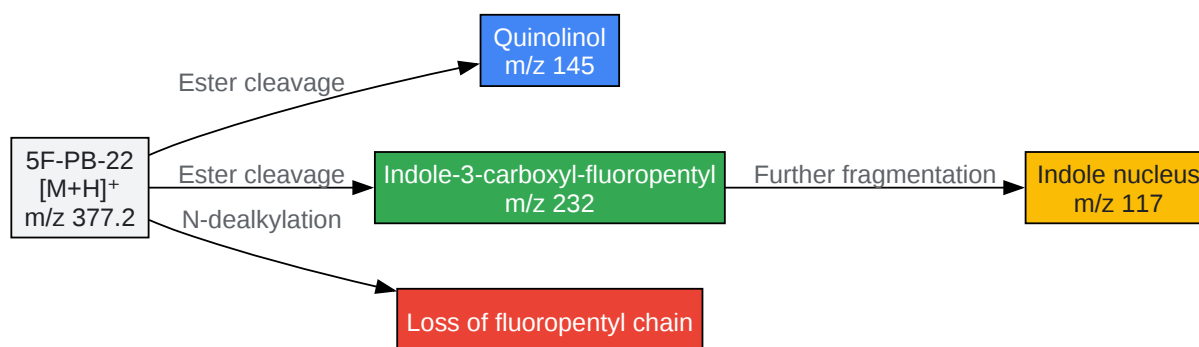 Quinolinol
m/z 145
Ester cleavage
5F-PB-22
[M+H]⁺
m/z 377.2
Ester cleavage
Indole-3-carboxyl-fluoropentyl
m/z 232
Further fragmentation
Indole nucleus
m/z 117
N-dealkylation
Loss of fluoropentyl chain